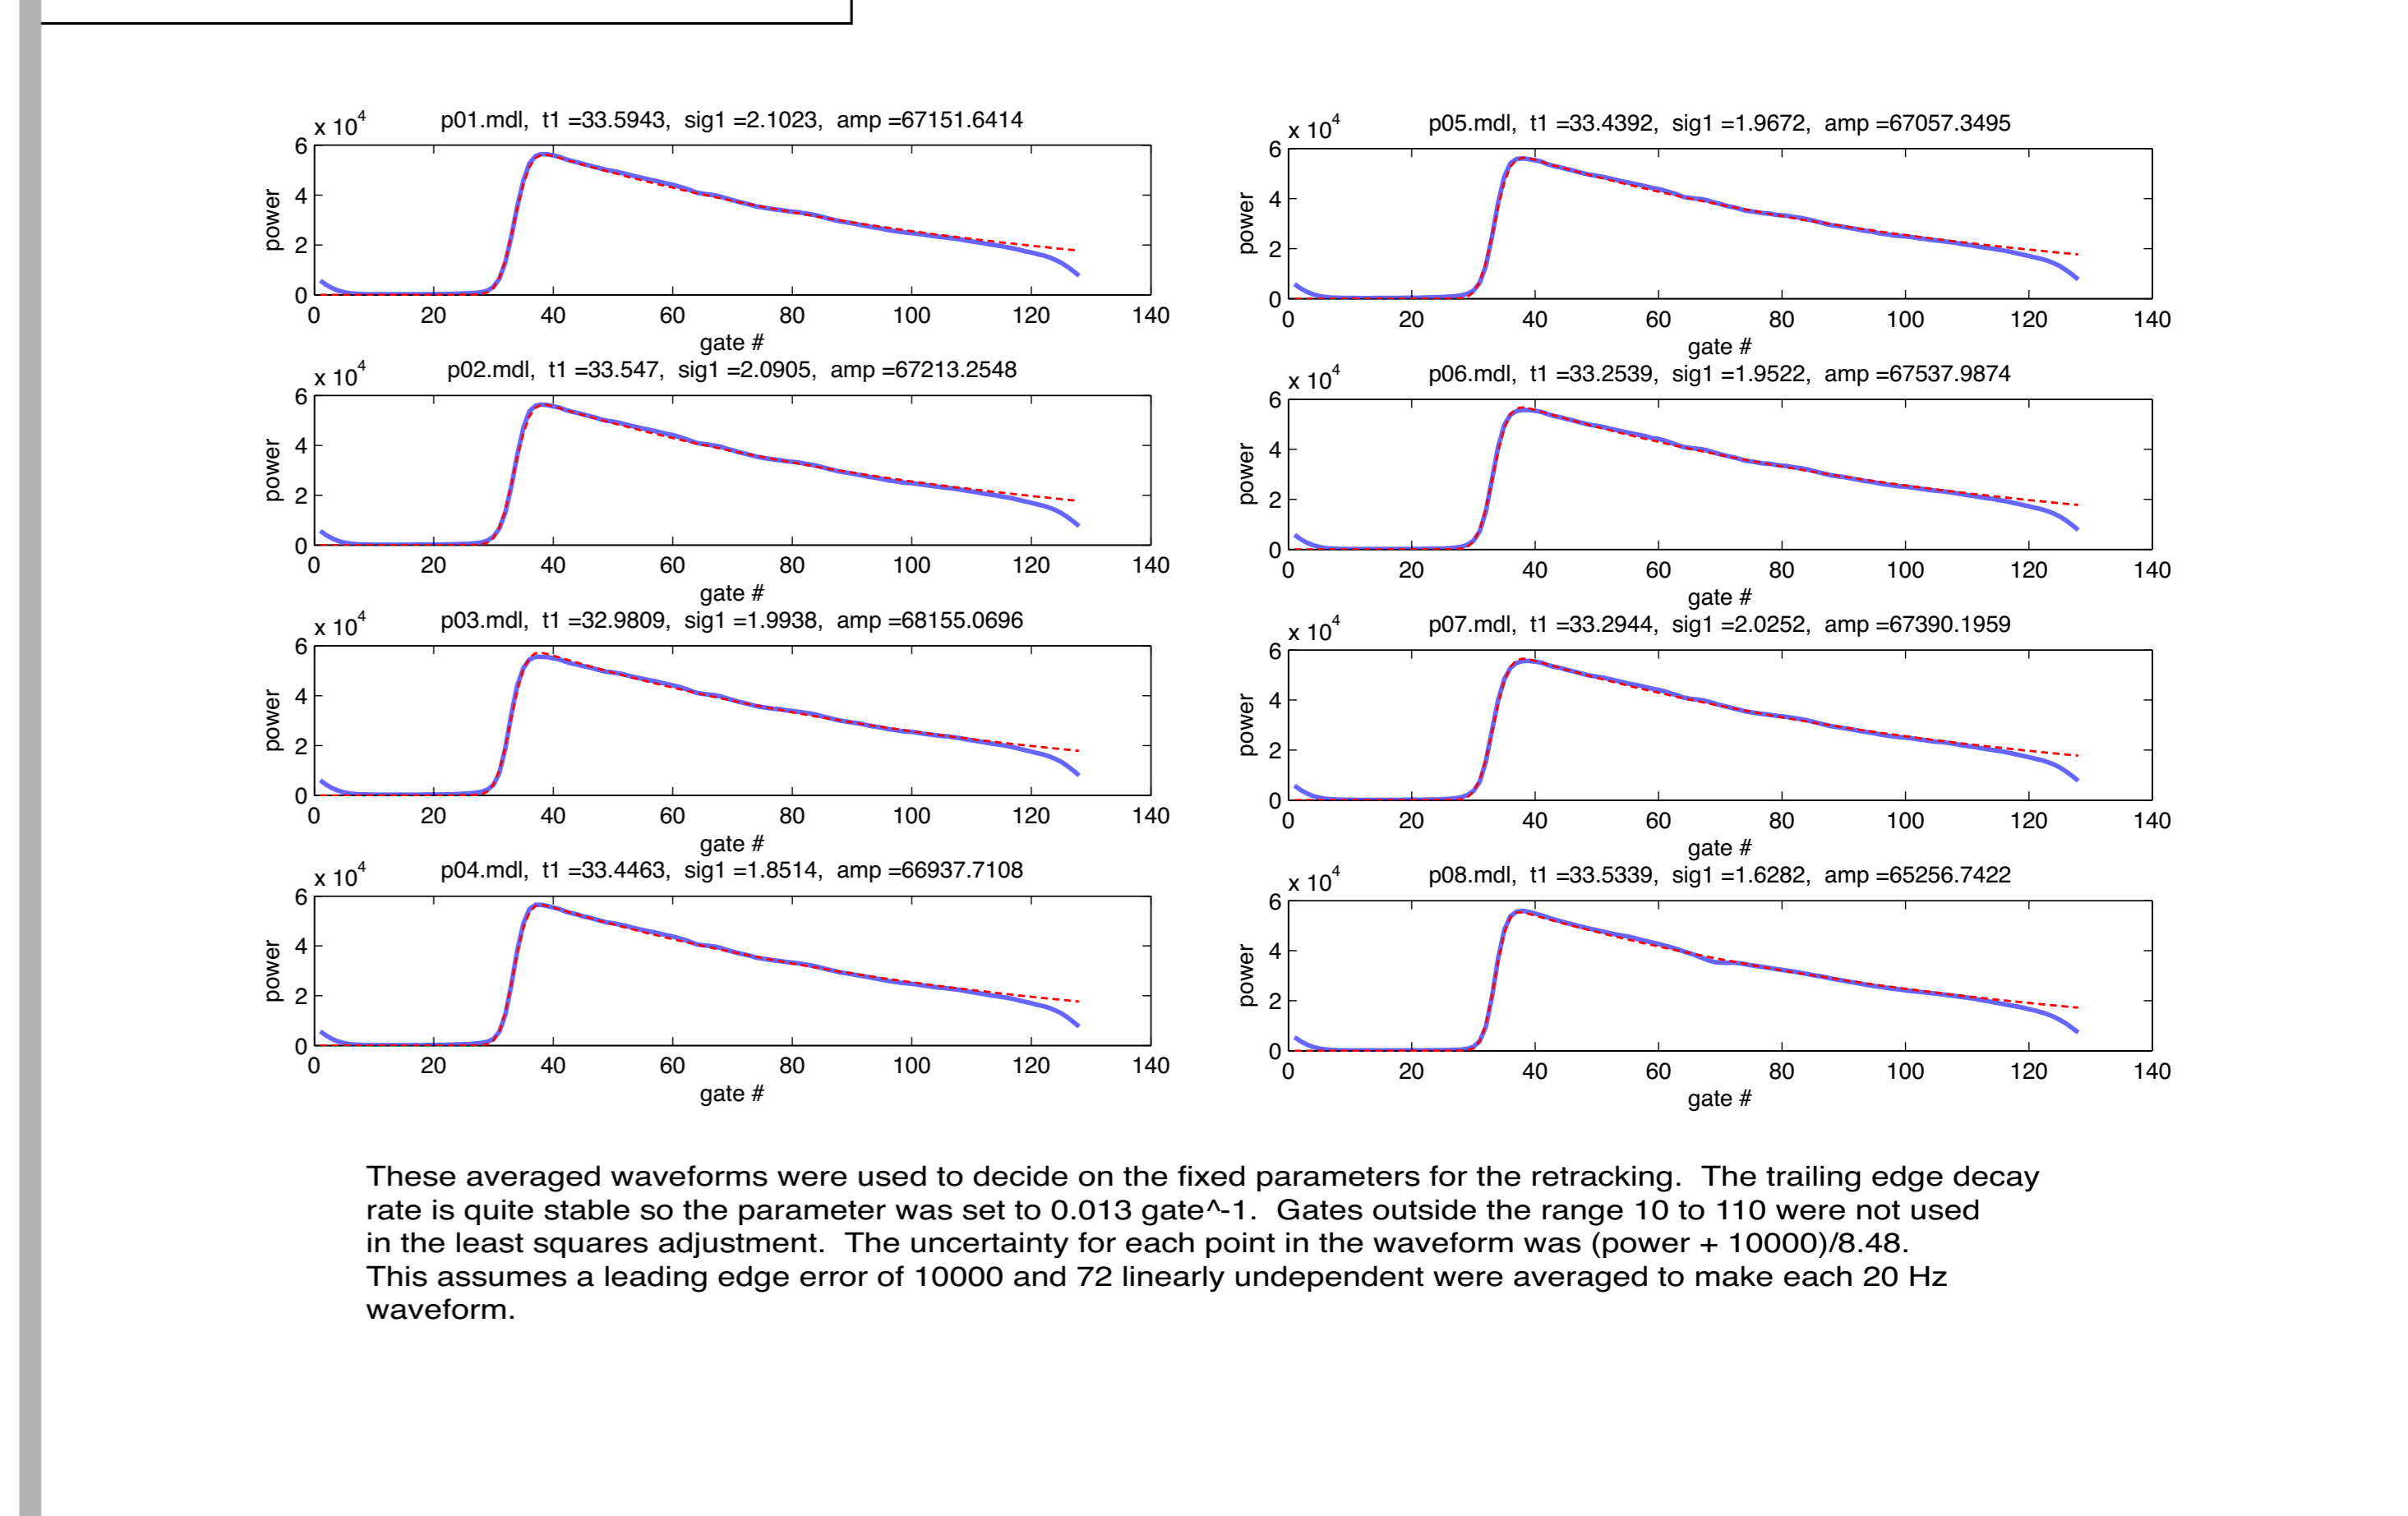 p01.mdl, t1 =33.5943, sig1 =2.1023, amp =67151.6414
x 10^4
6
4
2
0
power
0 20 40 60 80 100 120 140
gate #
p02.mdl, t1 =33.547, sig1 =2.0905, amp =67213.2548
x 10^4
6
4
2
0
power
0 20 40 60 80 100 120 140
gate #
p03.mdl, t1 =32.9809, sig1 =1.9938, amp =68155.0696
x 10^4
6
4
2
0
power
0 20 40 60 80 100 120 140
gate #
p04.mdl, t1 =33.4463, sig1 =1.8514, amp =66937.7108
x 10^4
6
4
2
0
power
0 20 40 60 80 100 120 140
gate #
p05.mdl, t1 =33.4392, sig1 =1.9672, amp =67057.3495
x 10^4
6
4
2
0
power
0 20 40 60 80 100 120 140
gate #
p06.mdl, t1 =33.2539, sig1 =1.9522, amp =67537.9874
x 10^4
6
4
2
0
power
0 20 40 60 80 100 120 140
gate #
p07.mdl, t1 =33.2944, sig1 =2.0252, amp =67390.1959
x 10^4
6
4
2
0
power
0 20 40 60 80 100 120 140
gate #
p08.mdl, t1 =33.5339, sig1 =1.6282, amp =65256.7422
x 10^4
6
4
2
0
power
0 20 40 60 80 100 120 140
gate #
These averaged waveforms were used to decide on the fixed parameters for the retracking. The trailing edge decay
rate is quite stable so the parameter was set to 0.013 gate^-1. Gates outside the range 10 to 110 were not used
in the least squares adjustment. The uncertainty for each point in the waveform was (power + 10000)/8.48.
This assumes a leading edge error of 10000 and 72 linearly undependent were averaged to make each 20 Hz
waveform.